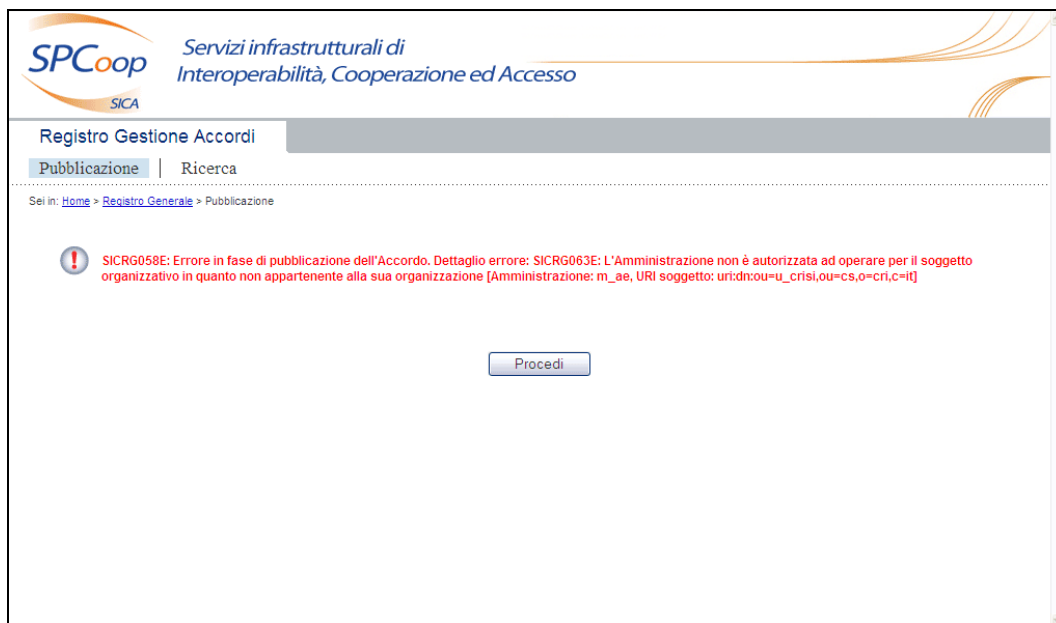 SPCoop
SICA
Servizi infrastrutturali di
Interoperabilità, Cooperazione ed Accesso
Registro Gestione Accordi
Pubblicazione | Ricerca
Sei in: Home > Registro Generale > Pubblicazione
SICRG058E: Errore in fase di pubblicazione dell'Accordo. Dettaglio errore: SICRG063E: L'Amministrazione non è autorizzata ad operare per il soggetto
organizzativo in quanto non appartenente alla sua organizzazione [Amministrazione: m_ae, URI soggetto: uri:dn:ou=u_crisi,ou=cs,o=cri,c=it]
Procedi